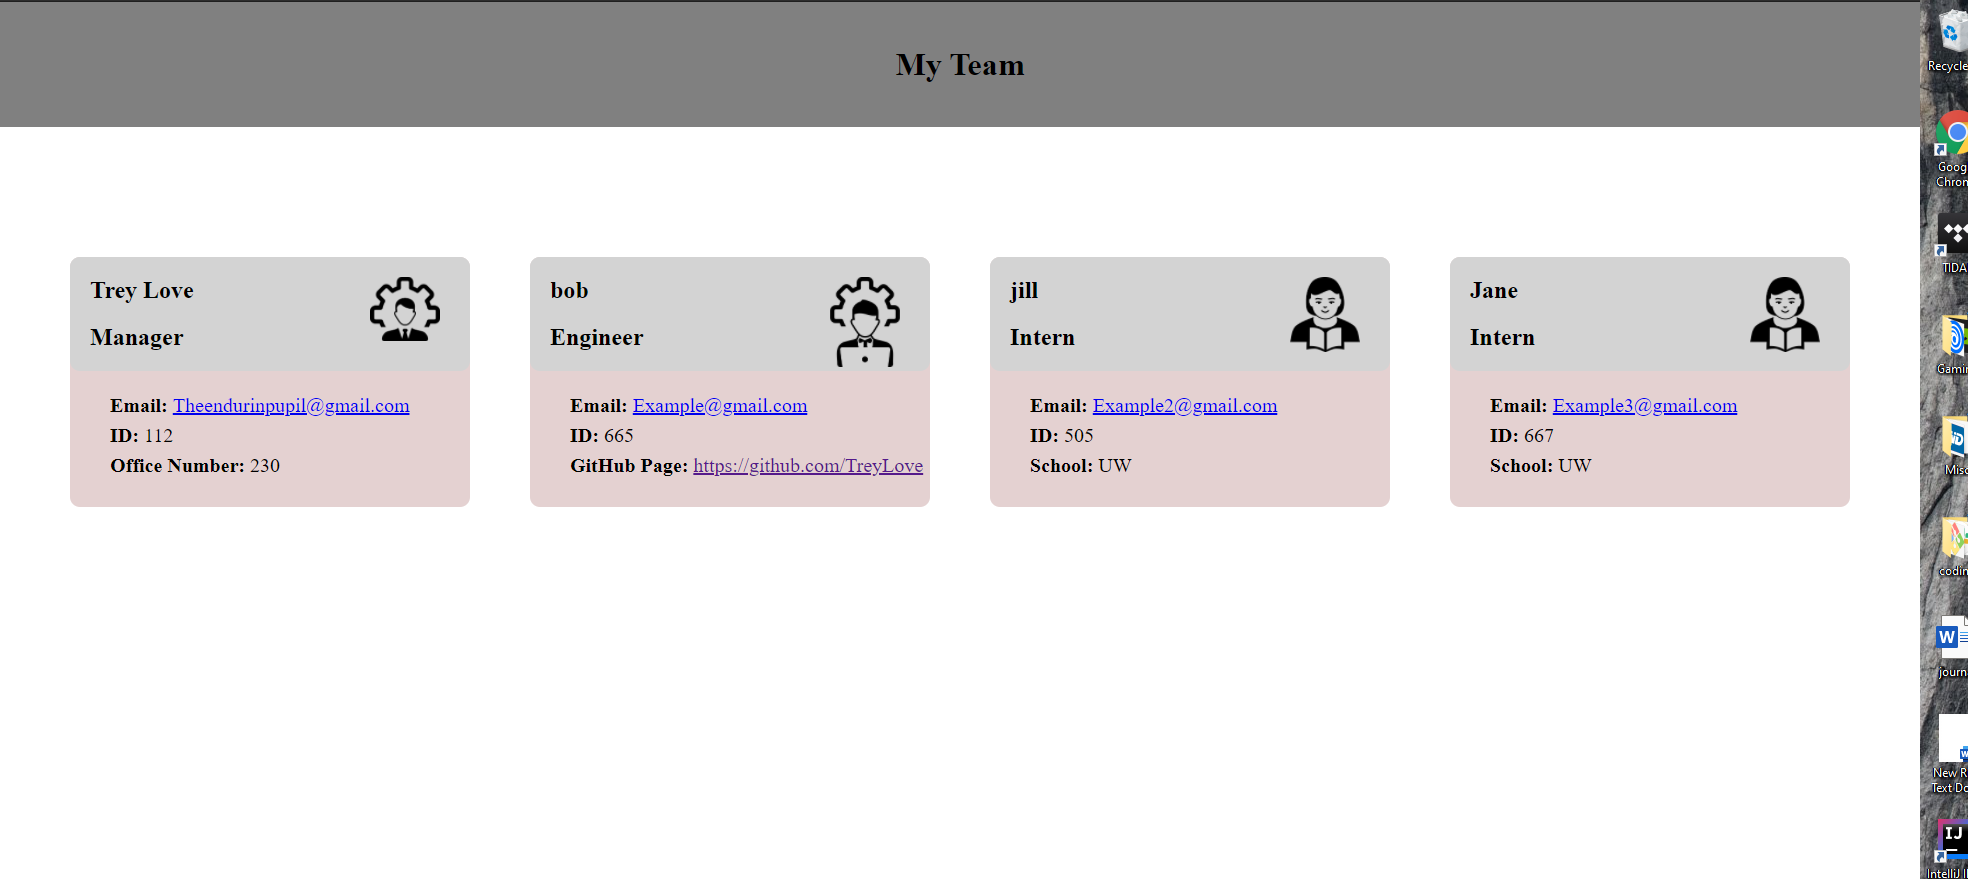 My Team
Trey Love
Manager
Email: Theendurinpupil@gmail.com
ID: 112
Office Number: 230
bob
Engineer
Email: Example@gmail.com
ID: 665
GitHub Page: https://github.com/TreyLove
jill
Intern
Email: Example2@gmail.com
ID: 505
School: UW
Jane
Intern
Email: Example3@gmail.com
ID: 667
School: UW
Recycle
Goog
Chron
TIDA
Gamin
Misc
codin
W
journ
New R
Text Do
IJ
IntelliJ I